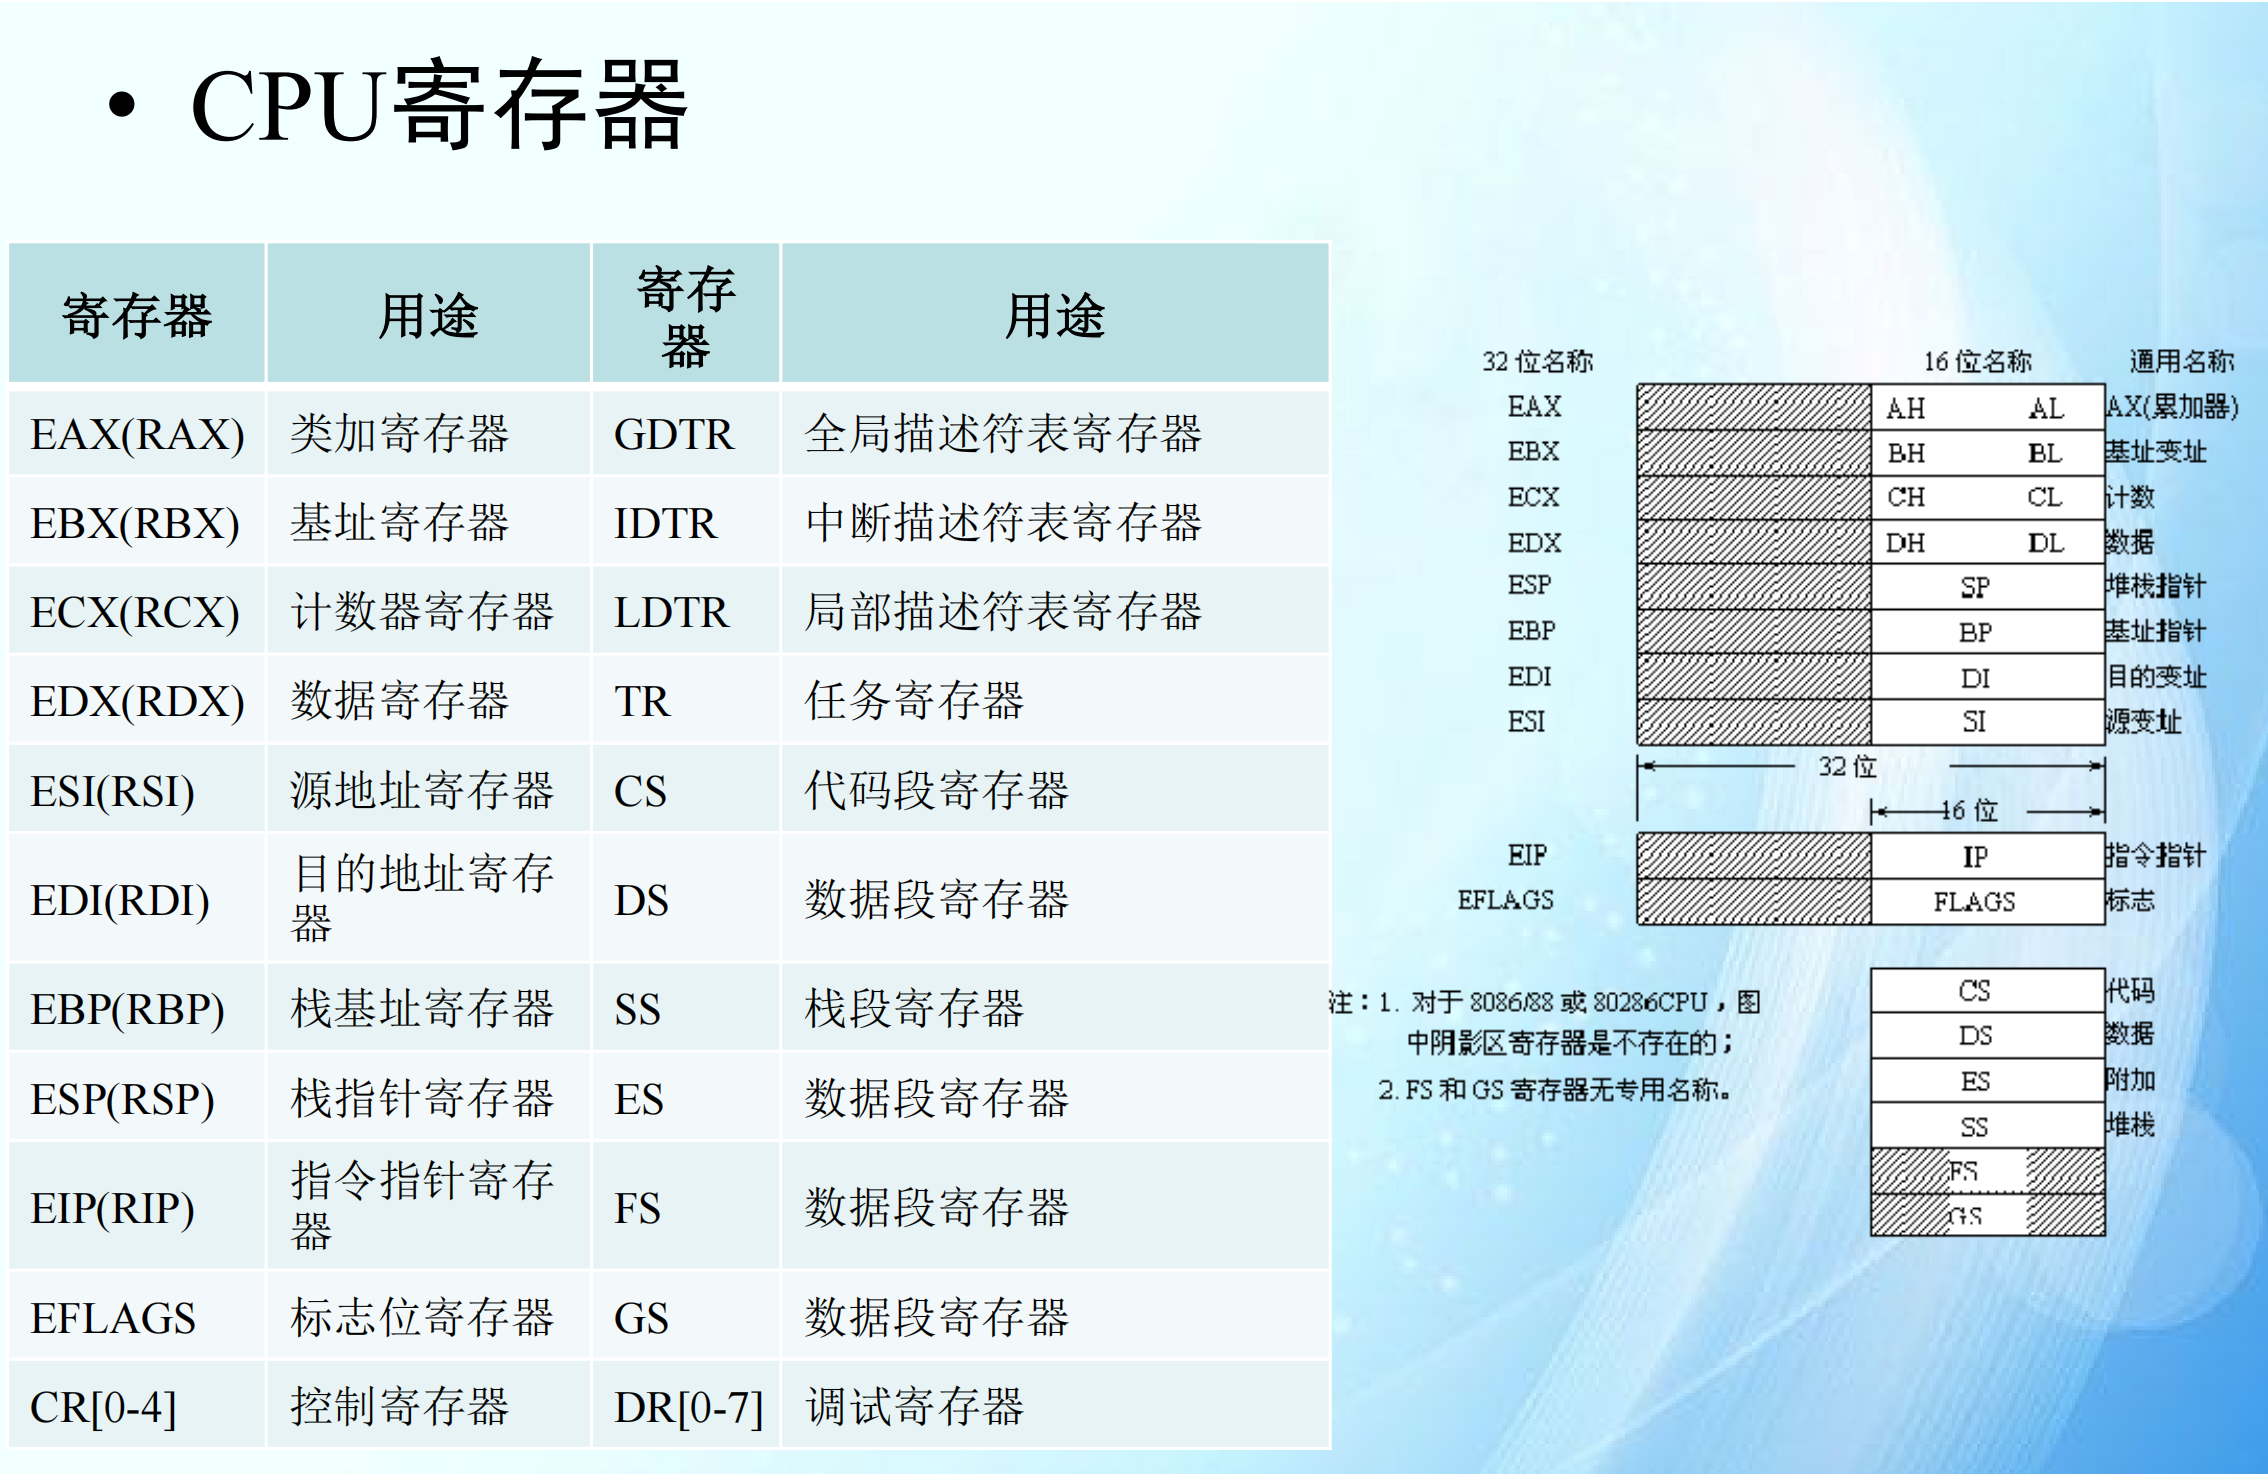 • CPU寄存器
寄存器 用途 寄存器 用途
EAX(RAX) 类加寄存器 GDTR 全局描述符表寄存器
EBX(RBX) 基址寄存器 IDTR 中断描述符表寄存器
ECX(RCX) 计数器寄存器 LDTR 局部描述符表寄存器
EDX(RDX) 数据寄存器 TR 任务寄存器
ESI(RSI) 源地址寄存器 CS 代码段寄存器
EDI(RDI) 目的地址寄存器 DS 数据段寄存器
EBP(RBP) 栈基址寄存器 SS 栈段寄存器
ESP(RSP) 栈指针寄存器 ES 数据段寄存器
EIP(RIP) 指令指针寄存器 FS 数据段寄存器
EFLAGS 标志位寄存器 GS 数据段寄存器
CR[0-4] 控制寄存器 DR[0-7] 调试寄存器
32 位名称 16 位名称 通用名称
EAX AH AL AX(累加器)
EBX BH BL 基址变址
ECX CH CL 计数
EDX DH DL 数据
ESP SP 堆栈指针
EBP BP 基址指针
EDI DI 目的变址
ESI SI 源变址
32 位
16 位
EIP IP 指令指针
EFLAGS FLAGS 标志
CS 代码
DS 数据
ES 附加
SS 堆栈
FS
GS
注：1. 对于 8086/88 或 80286CPU，图
中阴影区寄存器是不存在的；
2. FS 和 GS 寄存器无专用名称。